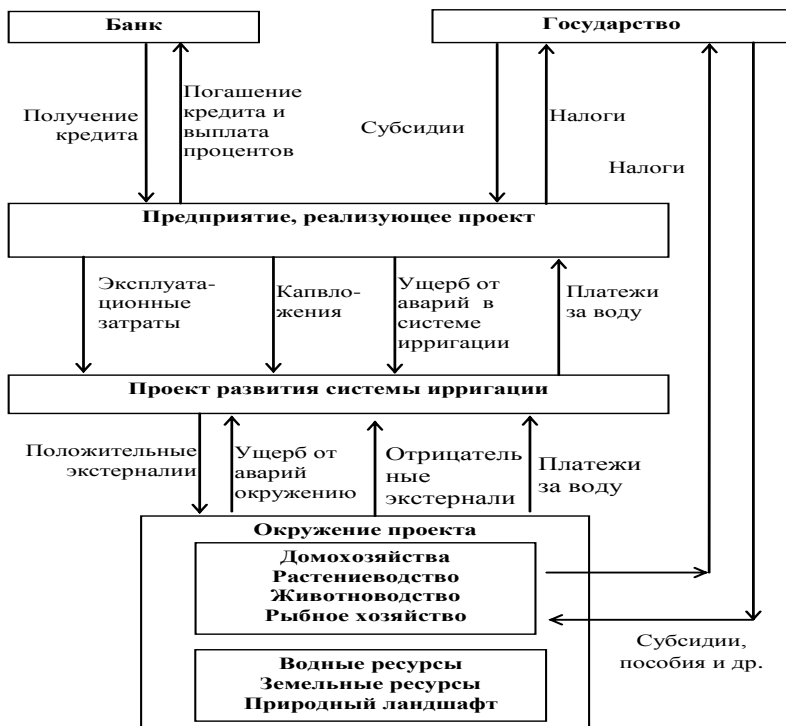 Банк
Государство
Получение
кредита
Погашение
кредита и
выплата
процентов
Субсидии
Налоги
Налоги
Предприятие, реализующее проект
Эксплуата-
ционные
затраты
Капвло-
жения
Ущерб от
аварий в
системе
ирригации
Платежи
за воду
Проект развития системы ирригации
Положительные
экстерналии
Ущерб от
аварий
окружению
Отрицатель
ные
экстернали
Платежи
за воду
Окружение проекта
Домохозяйства
Растениеводство
Животноводство
Рыбное хозяйство
Субсидии,
пособия и др.
Водные ресурсы
Земельные ресурсы
Природный ландшафт